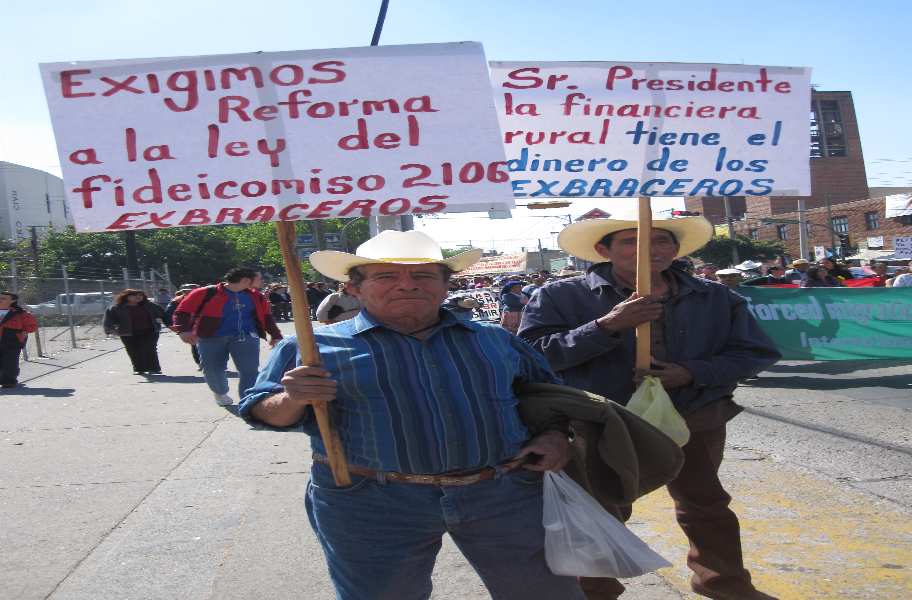 Exigimos
Reforma
a la ley del
fideicomiso 2106
EXBRACEROS
Sr. Presidente
la financiera
rural tiene el
dinero de los
EXBRACEROS
forced migration